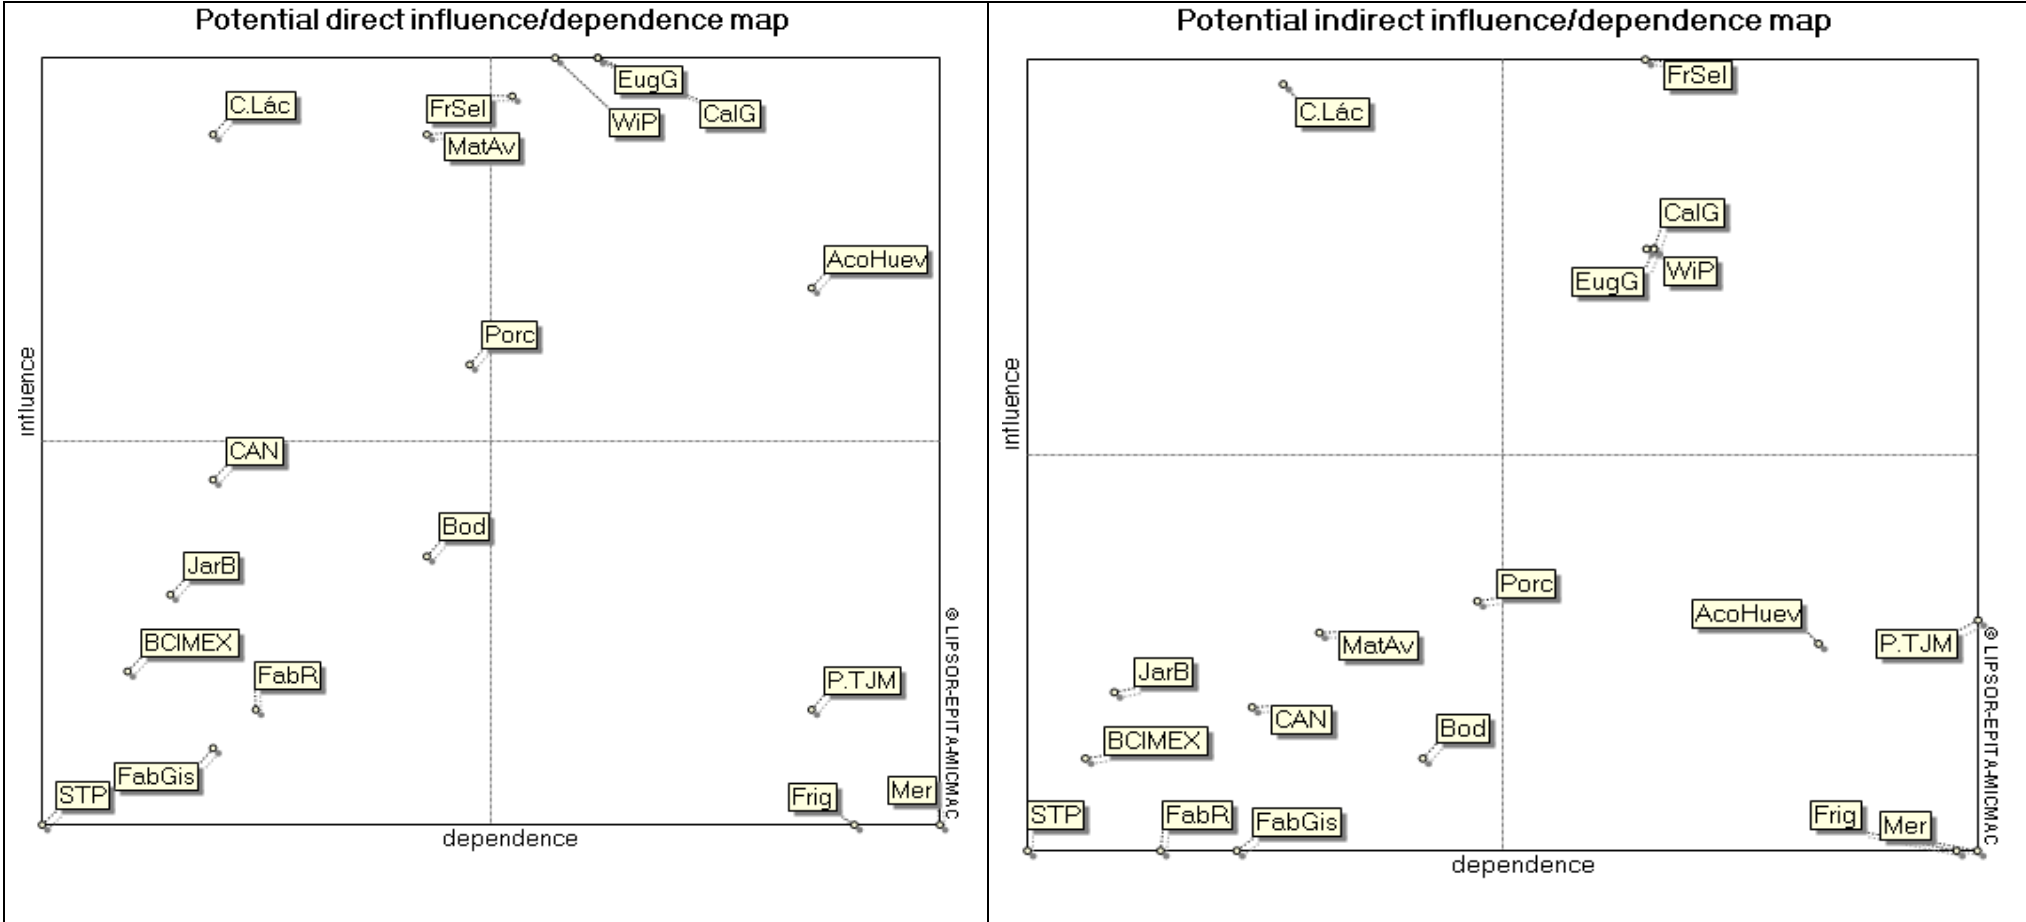 Potential direct influence/dependence map
EugG
C.Lác
FrSel
CalG
WiP
MatAv
AcoHuev
Porc
influence
CAN
Bod
JarB
BCIMEX
FabR
P.TJM
FabGis
STP
Frig
Mer
dependence
© LIPSOR-EPITA-MICMAC
Potential indirect influence/dependence map
FrSel
C.Lác
CalG
WiP
EugG
influence
Porc
AcoHuev
P.TJM
MatAv
JarB
CAN
Bod
BCIMEX
STP
FabR
FabGis
Frig
Mer
dependence
© LIPSOR-EPITA-MICMAC